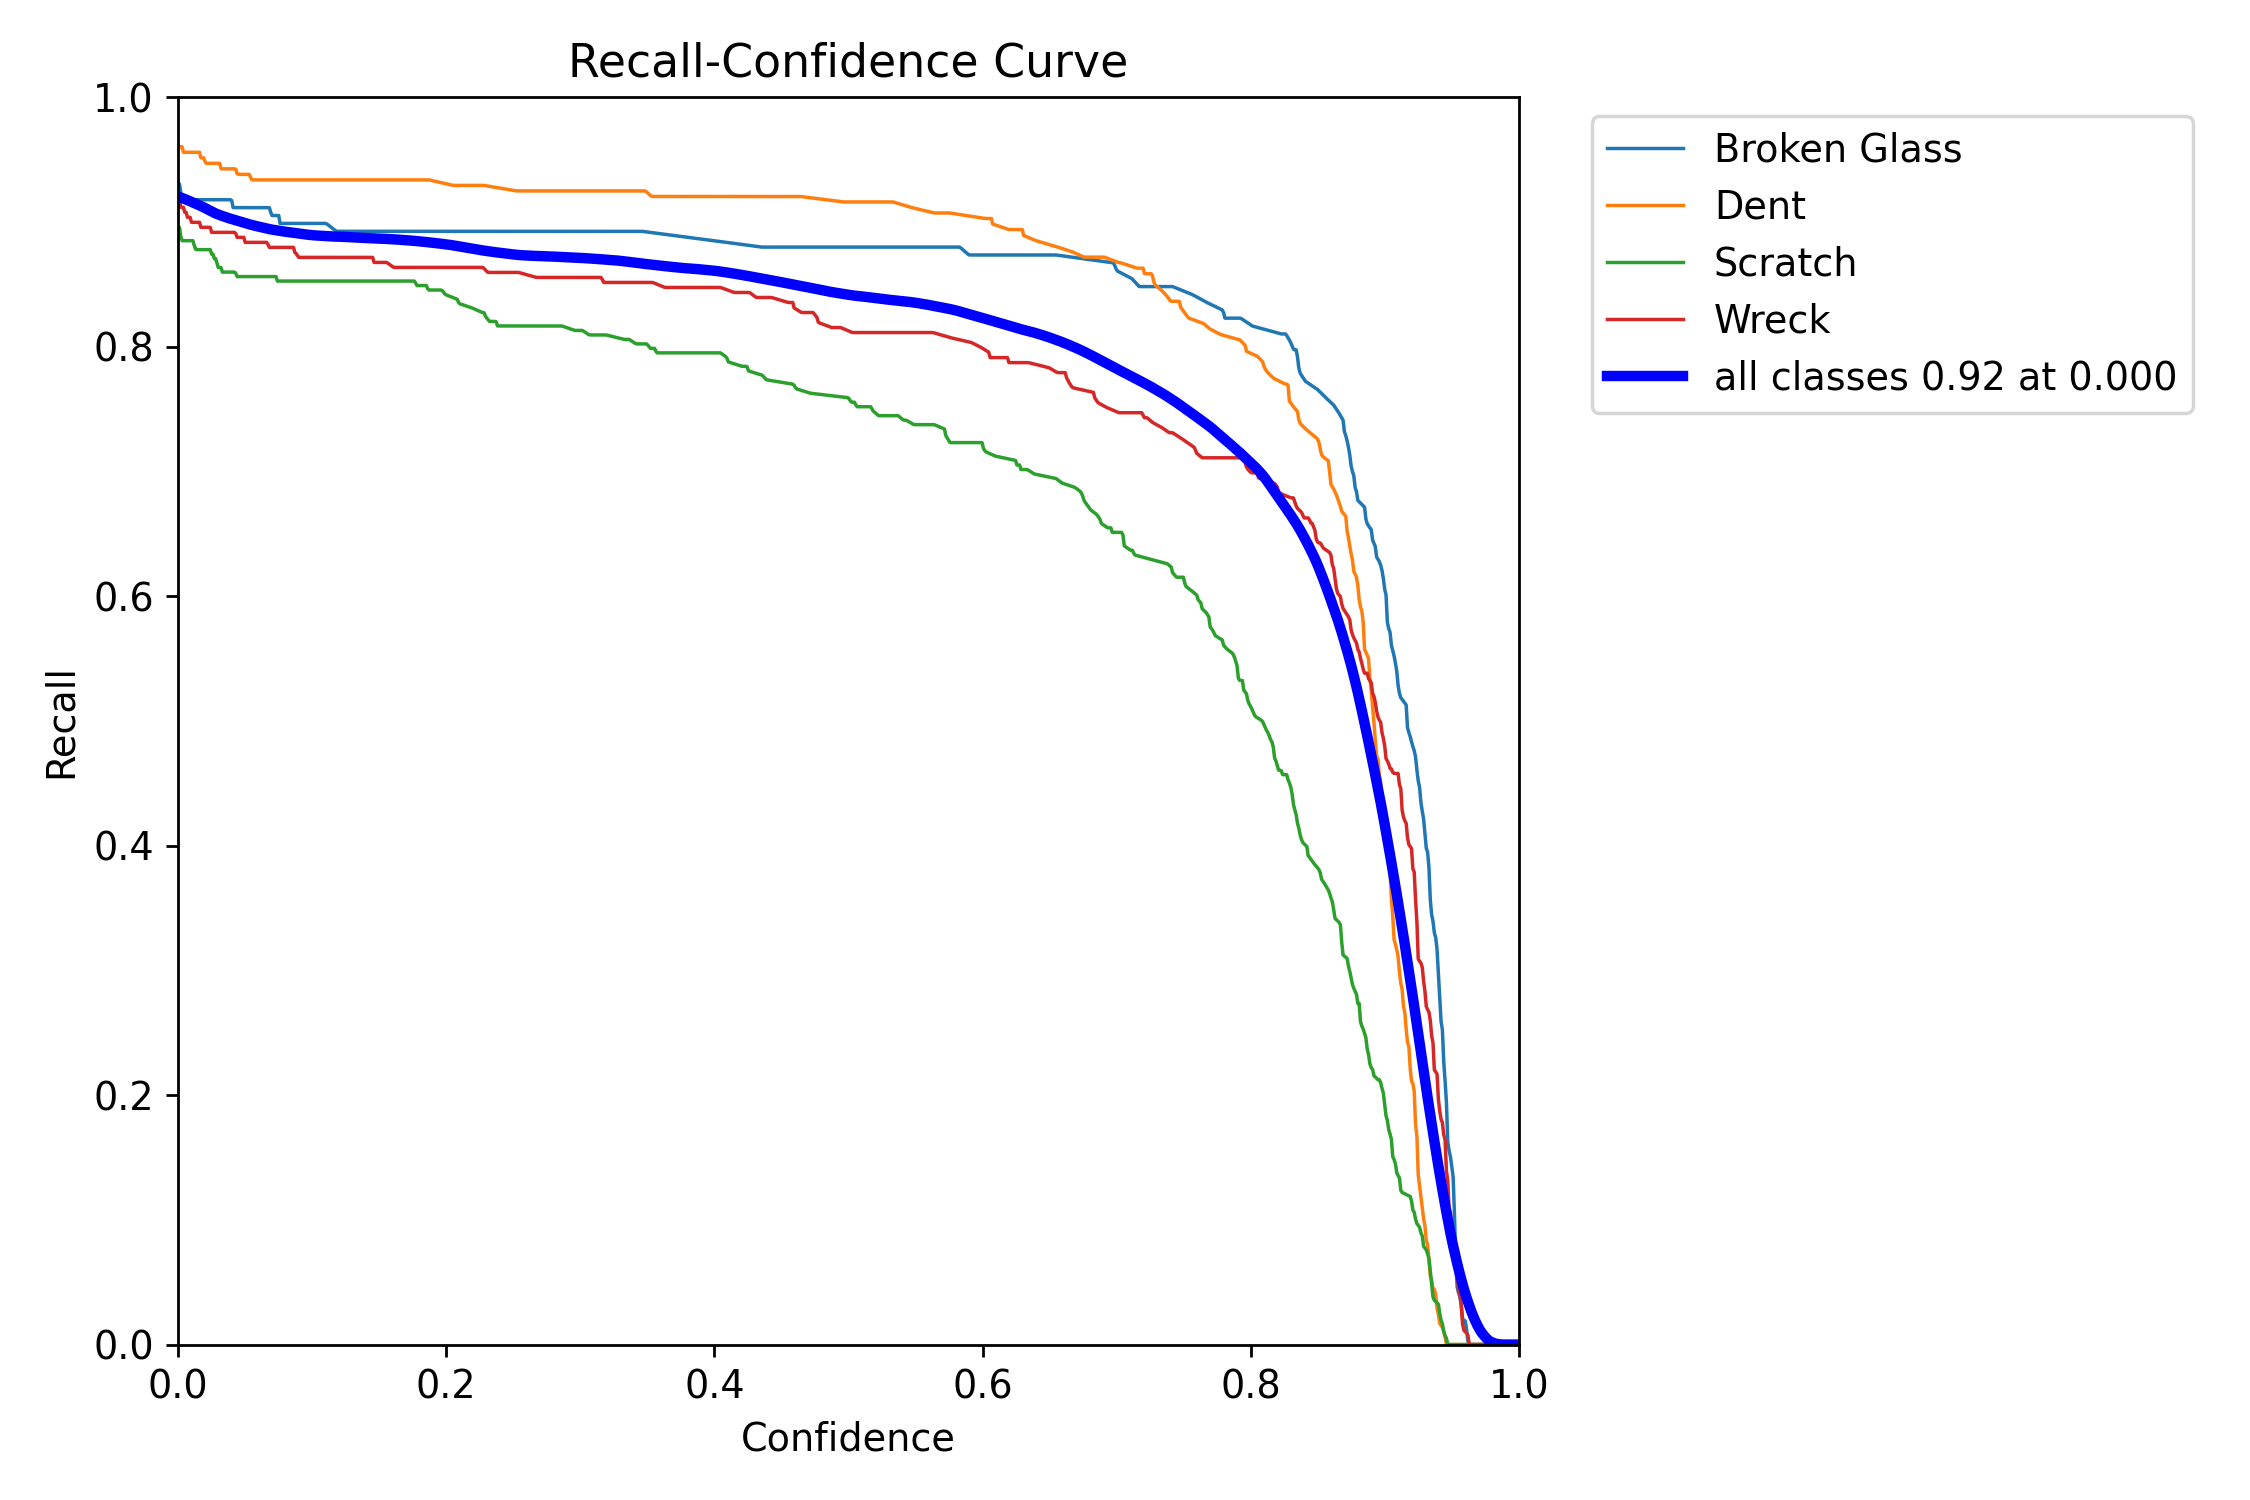 Recall-Confidence Curve
1.0
0.8
0.6
0.4
0.2
0.0
Recall
0.0 0.2 0.4 0.6 0.8 1.0
Confidence
Broken Glass
Dent
Scratch
Wreck
all classes 0.92 at 0.000